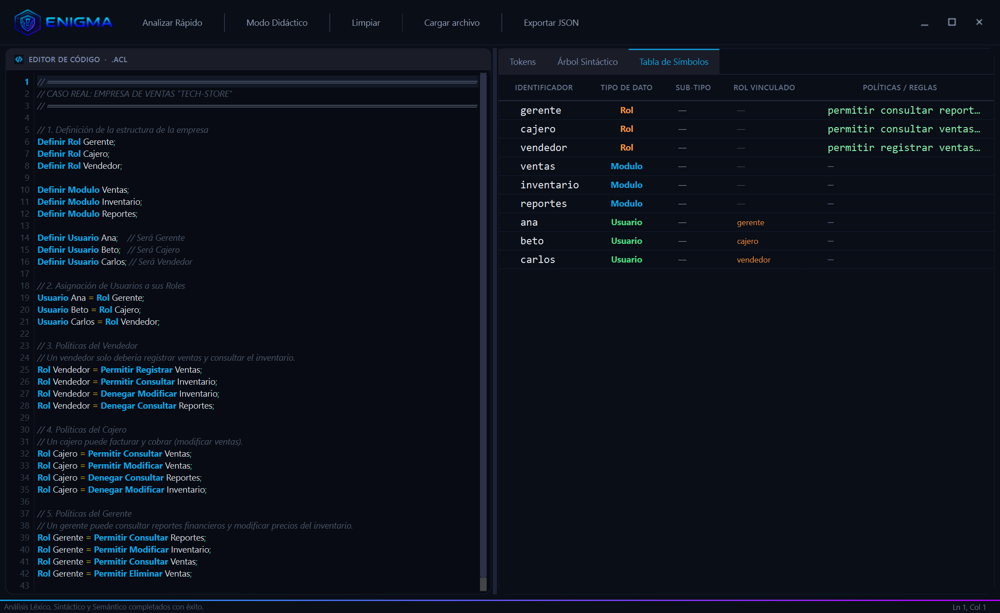 ENIGMA
Analizar Rápido
Modo Didáctico
Limpiar
Cargar archivo
Exportar JSON
EDITOR DE CÓDIGO · .ACL
1 // ═══════════════════════════════════════
2 // CASO REAL: EMPRESA DE VENTAS "TECH-STORE"
3 // ═══════════════════════════════════════
4
5 // 1. Definición de la estructura de la empresa
6 Definir Rol Gerente;
7 Definir Rol Cajero;
8 Definir Rol Vendedor;
9
10 Definir Modulo Ventas;
11 Definir Modulo Inventario;
12 Definir Modulo Reportes;
13
14 Definir Usuario Ana; // Será Gerente
15 Definir Usuario Beto; // Será Cajero
16 Definir Usuario Carlos; // Será Vendedor
17
18 // 2. Asignación de Usuarios a sus Roles
19 Usuario Ana = Rol Gerente;
20 Usuario Beto = Rol Cajero;
21 Usuario Carlos = Rol Vendedor;
22
23 // 3. Políticas del Vendedor
24 // Un vendedor solo debería registrar ventas y consultar el inventario.
25 Rol Vendedor = Permitir Registrar Ventas;
26 Rol Vendedor = Permitir Consultar Inventario;
27 Rol Vendedor = Denegar Modificar Inventario;
28 Rol Vendedor = Denegar Consultar Reportes;
29
30 // 4. Políticas del Cajero
31 // Un cajero puede facturar y cobrar (modificar ventas).
32 Rol Cajero = Permitir Consultar Ventas;
33 Rol Cajero = Permitir Modificar Ventas;
34 Rol Cajero = Denegar Consultar Reportes;
35 Rol Cajero = Denegar Modificar Inventario;
36
37 // 5. Políticas del Gerente
38 // Un gerente puede consultar reportes financieros y modificar precios del inventario.
39 Rol Gerente = Permitir Consultar Reportes;
40 Rol Gerente = Permitir Modificar Inventario;
41 Rol Gerente = Permitir Consultar Ventas;
42 Rol Gerente = Permitir Eliminar Ventas;
43
Tokens Árbol Sintáctico Tabla de Símbolos
IDENTIFICADOR TIPO DE DATO SUB-TIPO ROL VINCULADO POLÍTICAS / REGLAS
gerente Rol — — permitir consultar report…
cajero Rol — — permitir consultar ventas…
vendedor Rol — — permitir registrar ventas…
ventas Modulo — — —
inventario Modulo — — —
reportes Modulo — — —
ana Usuario — gerente —
beto Usuario — cajero —
carlos Usuario — vendedor —
Análisis Léxico, Sintáctico y Semántico completados con éxito.
Ln 1, Col 1